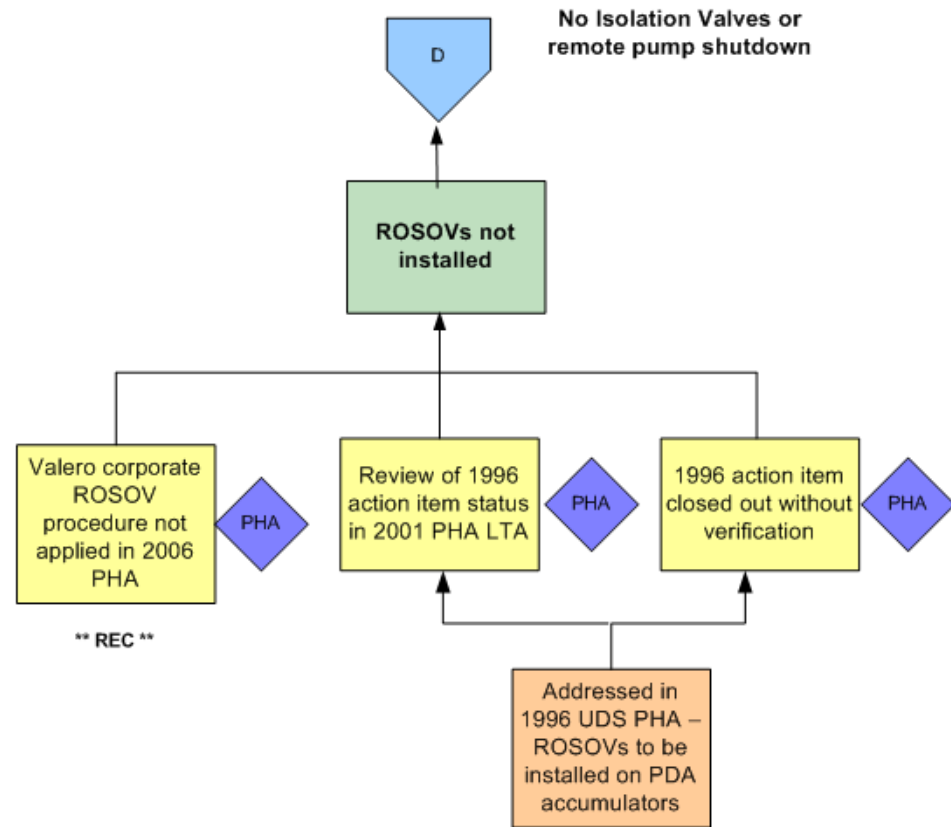 No Isolation Valves or
remote pump shutdown
D
ROSOVs not
installed
Valero corporate
ROSOV
procedure not
applied in 2006
PHA
PHA
Review of 1996
action item status
in 2001 PHA LTA
PHA
1996 action item
closed out without
verification
PHA
** REC **
Addressed in
1996 UDS PHA –
ROSOVs to be
installed on PDA
accumulators